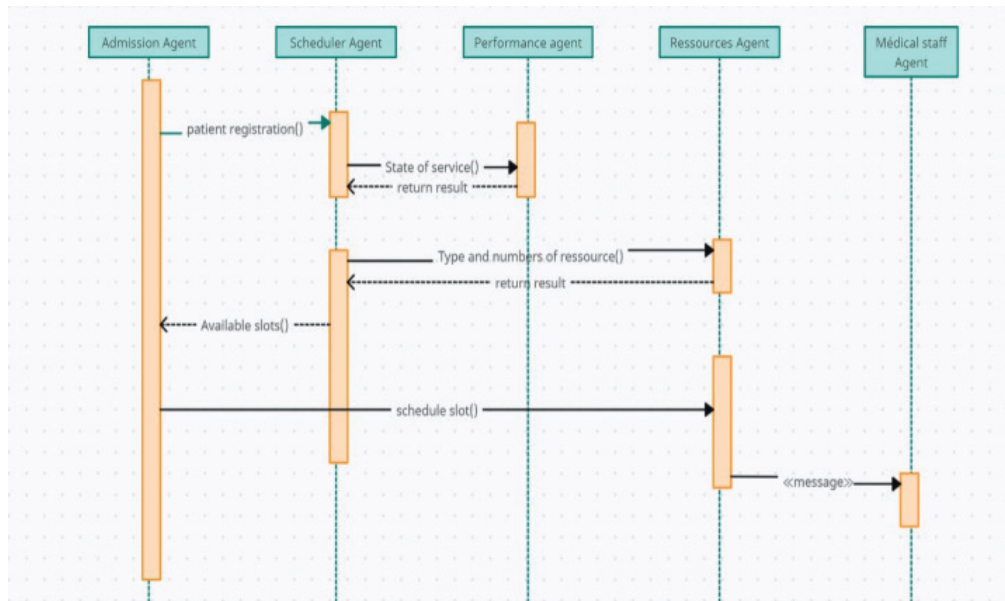 Admission Agent
Scheduler Agent
Performance agent
Ressources Agent
Médical staff
Agent
patient registration()
State of service()
return result
Type and numbers of ressource()
return result
Available slots()
schedule slot()
«message»